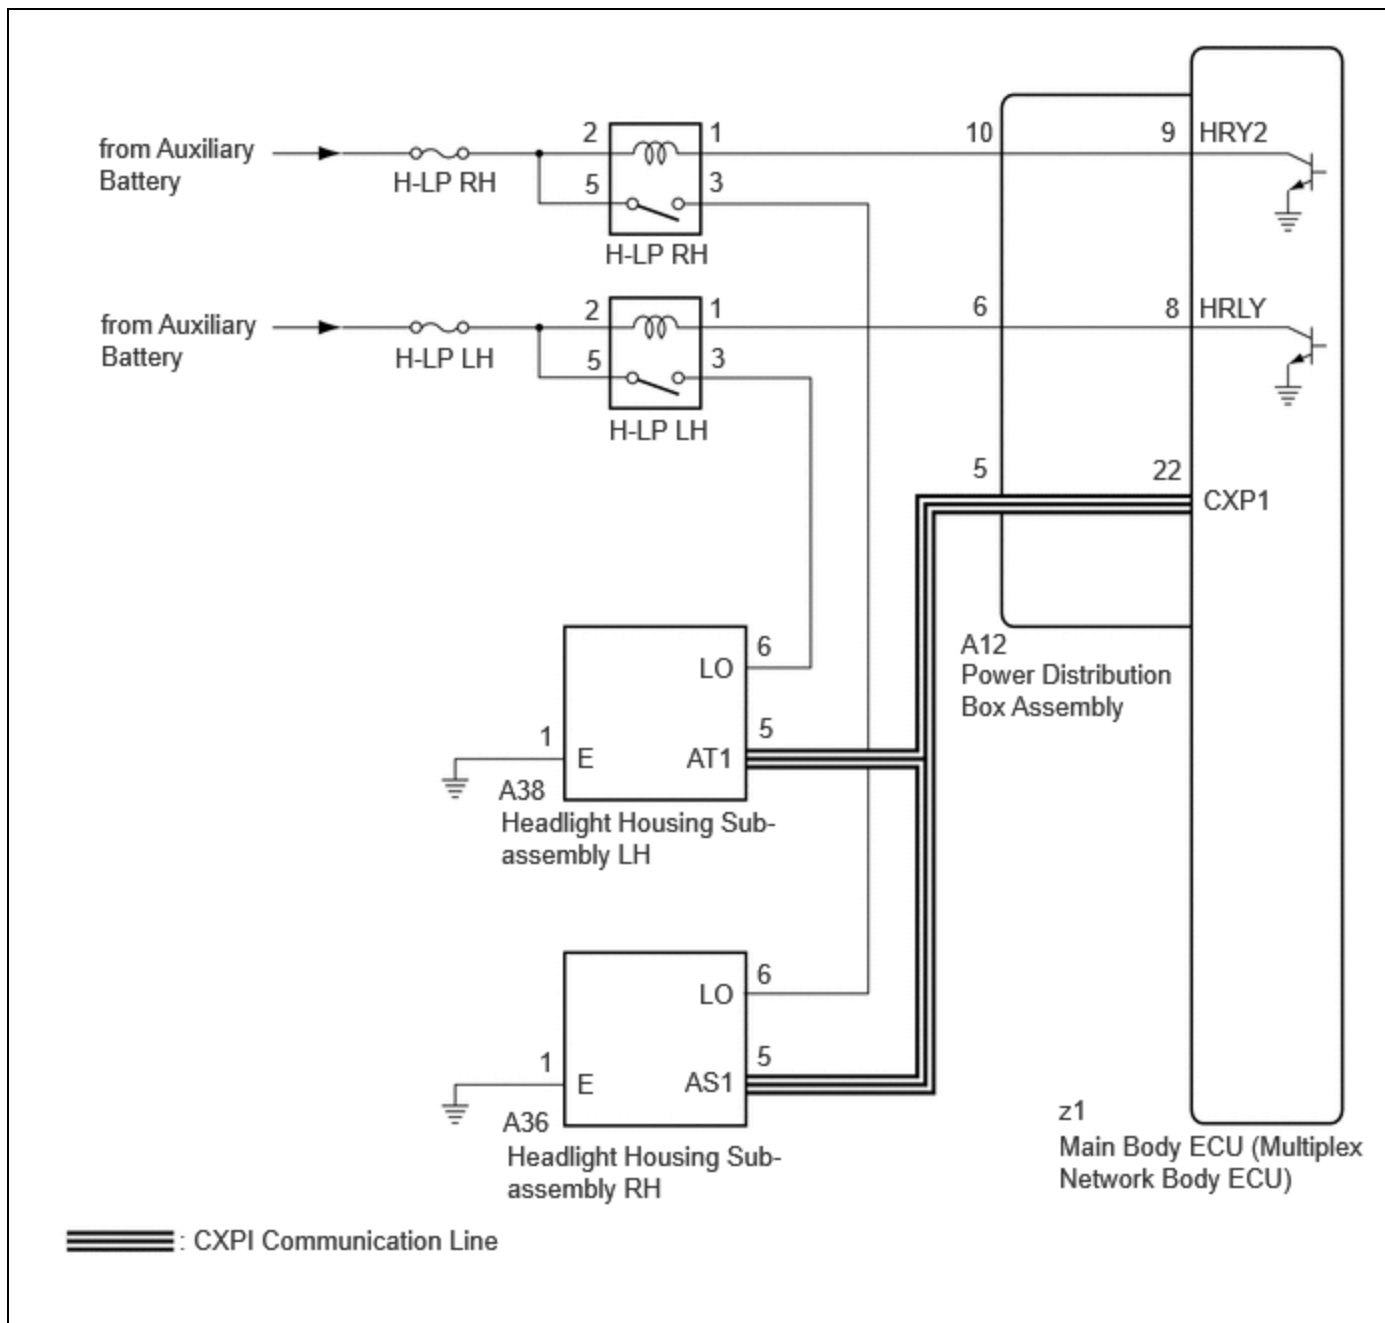 from Auxiliary
Battery
H-LP RH
2
1
5
3
H-LP RH
10
9
HRY2
from Auxiliary
Battery
H-LP LH
2
1
5
3
H-LP LH
6
8
HRLY
5
22
CXP1
A12
Power Distribution
Box Assembly
LO
6
1
E
AT1
5
A38
Headlight Housing Sub-
assembly LH
LO
6
1
E
AS1
5
A36
Headlight Housing Sub-
assembly RH
z1
Main Body ECU (Multiplex
Network Body ECU)
: CXPI Communication Line